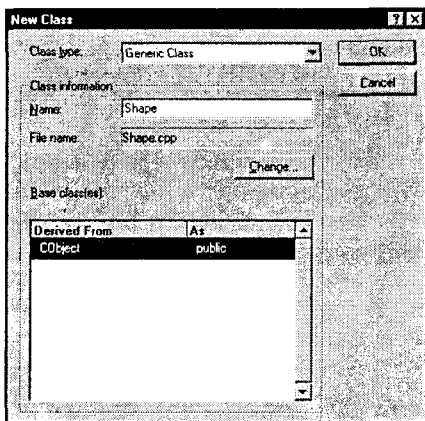 New Class
Class type: Generic Class
OK
Cancel
Class information
Name: Shape
File name: Shape.cpp
Change...
Base class(es):
Derived From As
CObject public